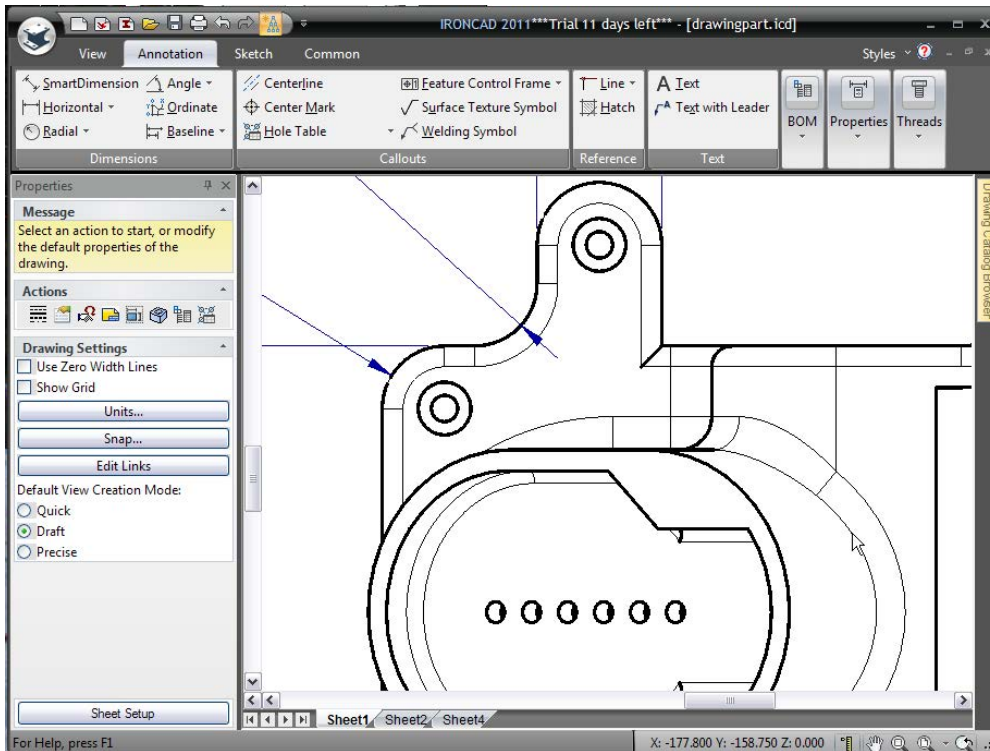 IRONCAD 2011***Trial 11 days left*** - [drawingpart.icd]
View Annotation Sketch Common Styles
SmartDimension Angle
Horizontal Ordinate
Radial Baseline
Dimensions
Centerline Feature Control Frame
Center Mark Surface Texture Symbol
Hole Table Welding Symbol
Callouts
Line
Hatch
Reference
Text
Text with Leader
Text
BOM Properties Threads
Properties
Message
Select an action to start, or modify
the default properties of the
drawing.
Actions
Drawing Settings
Use Zero Width Lines
Show Grid
Units...
Snap...
Edit Links
Default View Creation Mode:
Quick
Draft
Precise
Sheet Setup
Drawing Catalog Browser
Sheet1 Sheet2 Sheet4
For Help, press F1
X: -177.800 Y: -158.750 Z: 0.000